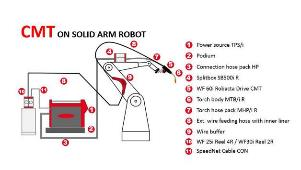 CMT ON SOLID ARM ROBOT
1 Power source TPS/i
2 Podium
3 Connection hose pack HP
4 Splitbox SB500i R
5 WF 60i Robacta Drive CMT
6 Torch body MTB/i R
7 Torch hose pack MHP/i R
8 Ext. wire feeding hose with inner liner
9 Wire buffer
10 WF 25i Reel 4R / WF30i Reel 2R
11 SpeedNet Cable CON